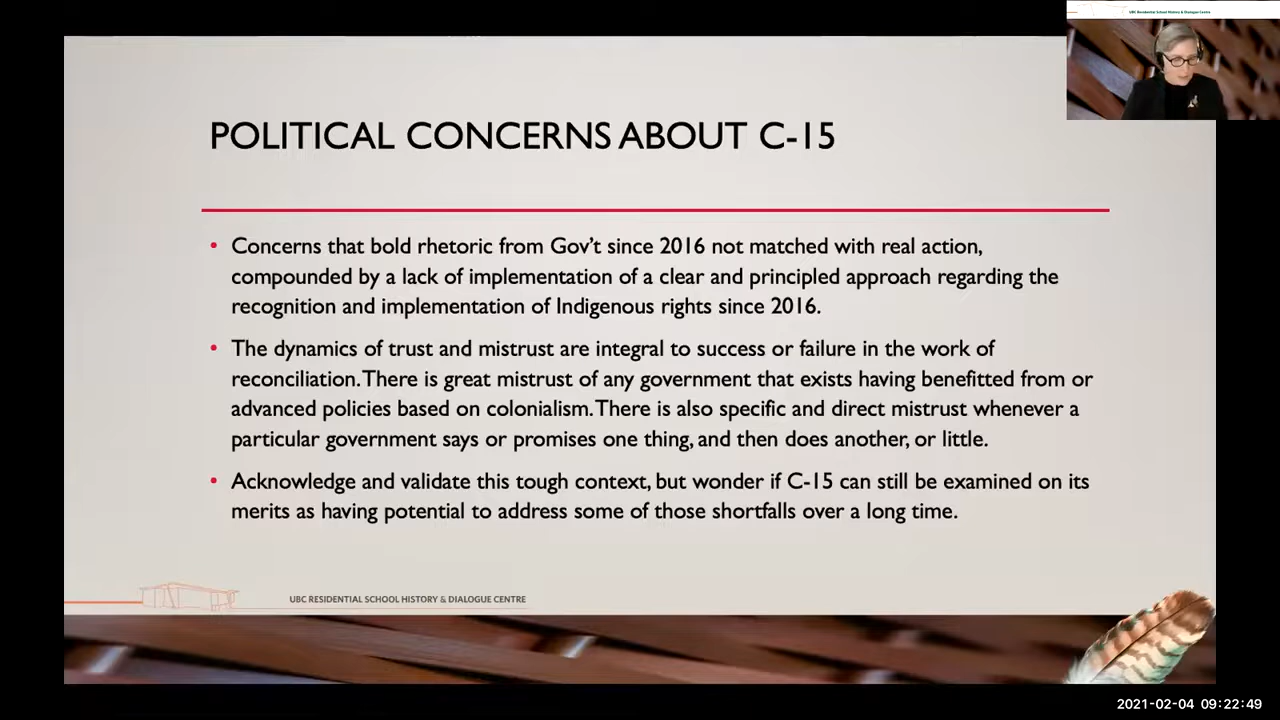 UBC Residential School History & Dialogue Centre
POLITICAL CONCERNS ABOUT C-15
• Concerns that bold rhetoric from Gov't since 2016 not matched with real action,
compounded by a lack of implementation of a clear and principled approach regarding the
recognition and implementation of Indigenous rights since 2016.
• The dynamics of trust and mistrust are integral to success or failure in the work of
reconciliation. There is great mistrust of any government that exists having benefitted from or
advanced policies based on colonialism. There is also specific and direct mistrust whenever a
particular government says or promises one thing, and then does another, or little.
• Acknowledge and validate this tough context, but wonder if C-15 can still be examined on its
merits as having potential to address some of those shortfalls over a long time.
UBC RESIDENTIAL SCHOOL HISTORY & DIALOGUE CENTRE
2021-02-04 09:22:49